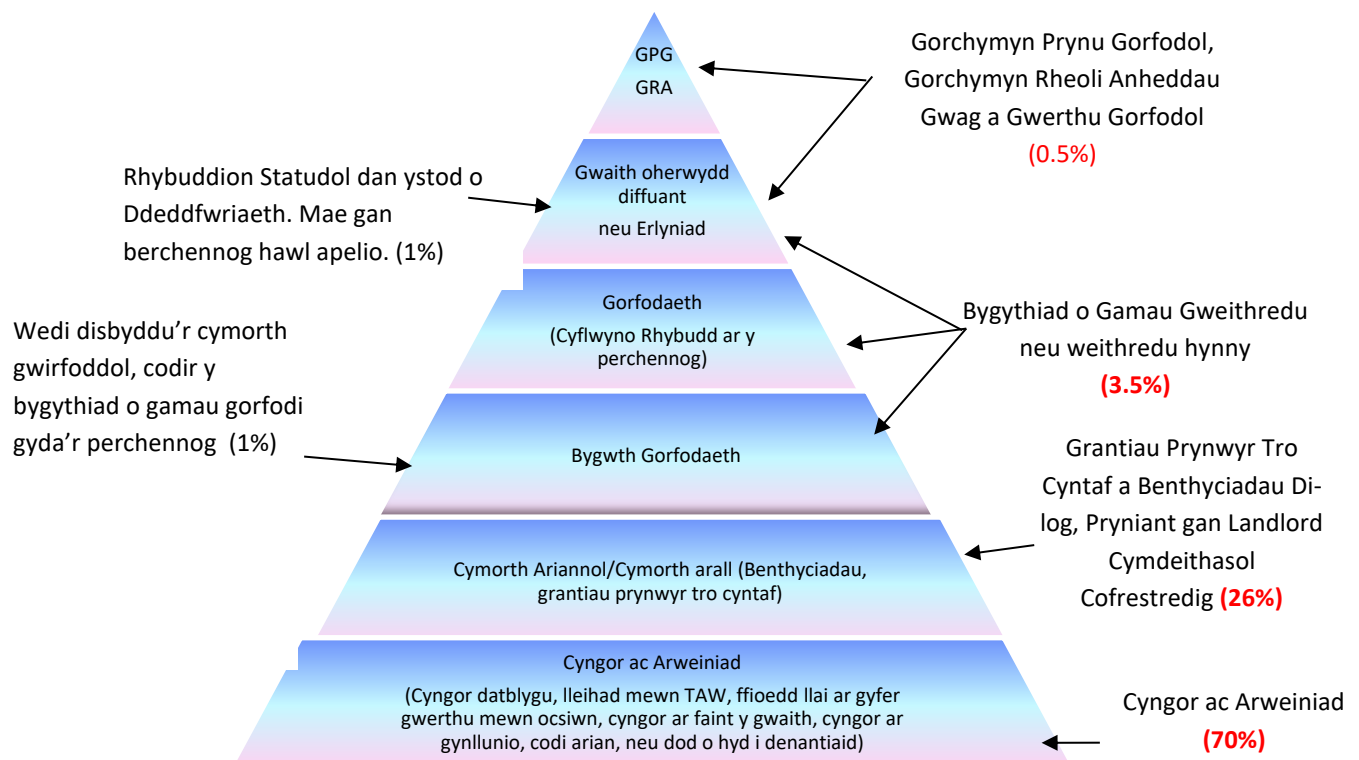 GPG
GRA
Gorchymyn Prynu Gorfodol,
Gorchymyn Rheoli Anheddau
Gwag a Gwerthu Gorfodol
(0.5%)
Rhybuddion Statudol dan ystod o
Ddeddfwriaeth. Mae gan
berchennog hawl apelio. (1%)
Gwaith oherwydd
diffuant
neu Erlyniad
Gorfodaeth
(Cyflwyno Rhybudd ar y
perchennog)
Bygythiad o Gamau Gweithredu
neu weithredu hynny
(3.5%)
Wedi disbyddu’r cymorth
gwirfoddol, codir y
bygythiad o gamau gorfodi
gyda’r perchennog (1%)
Bygwth Gorfodaeth
Grantiau Prynwyr Tro
Cyntaf a Benthyciadau Di-
log, Pryniant gan Landlord
Cymdeithasol
Cofrestredig (26%)
Cymorth Ariannol/Cymorth arall (Benthyciadau,
grantiau prynwyr tro cyntaf)
Cyngor ac Arweiniad
(Cyngor datblygu, lleihad mewn TAW, ffioedd llai ar gyfer
gwerthu mewn ocsiwn, cyngor ar faint y gwaith, cyngor ar
gynllunio, codi arian, neu dod o hyd i denantiaid)
Cyngor ac Arweiniad
(70%)